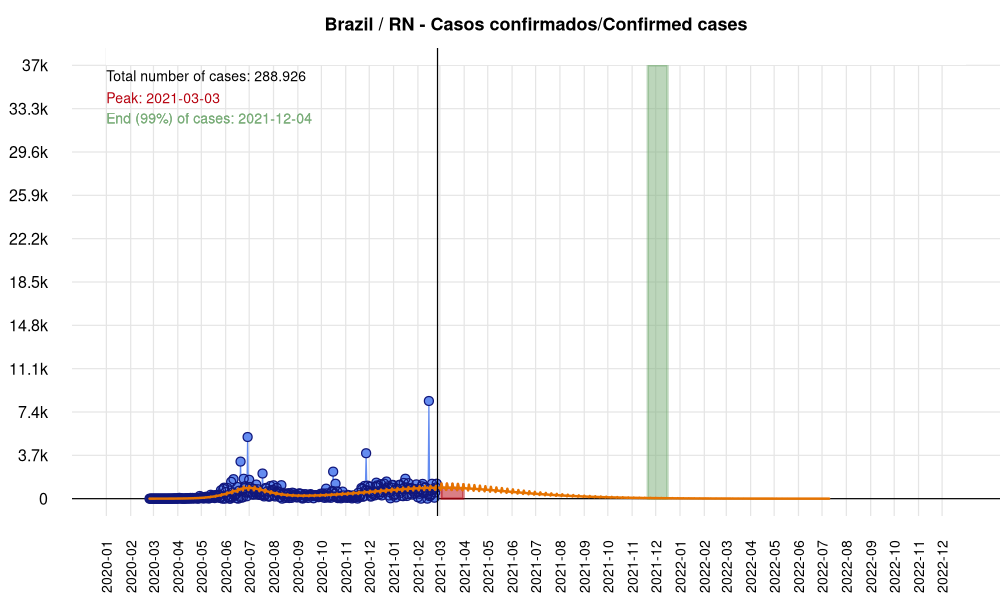 Brazil / RN - Casos confirmados/Confirmed cases
37k
Total number of cases: 288.926
Peak: 2021-03-03
End (99%) of cases: 2021-12-04
33.3k
29.6k
25.9k
22.2k
18.5k
14.8k
11.1k
7.4k
3.7k
0
2020-01
2020-02
2020-03
2020-04
2020-05
2020-06
2020-07
2020-08
2020-09
2020-10
2020-11
2020-12
2021-01
2021-02
2021-03
2021-04
2021-05
2021-06
2021-07
2021-08
2021-09
2021-10
2021-11
2021-12
2022-01
2022-02
2022-03
2022-04
2022-05
2022-06
2022-07
2022-08
2022-09
2022-10
2022-11
2022-12